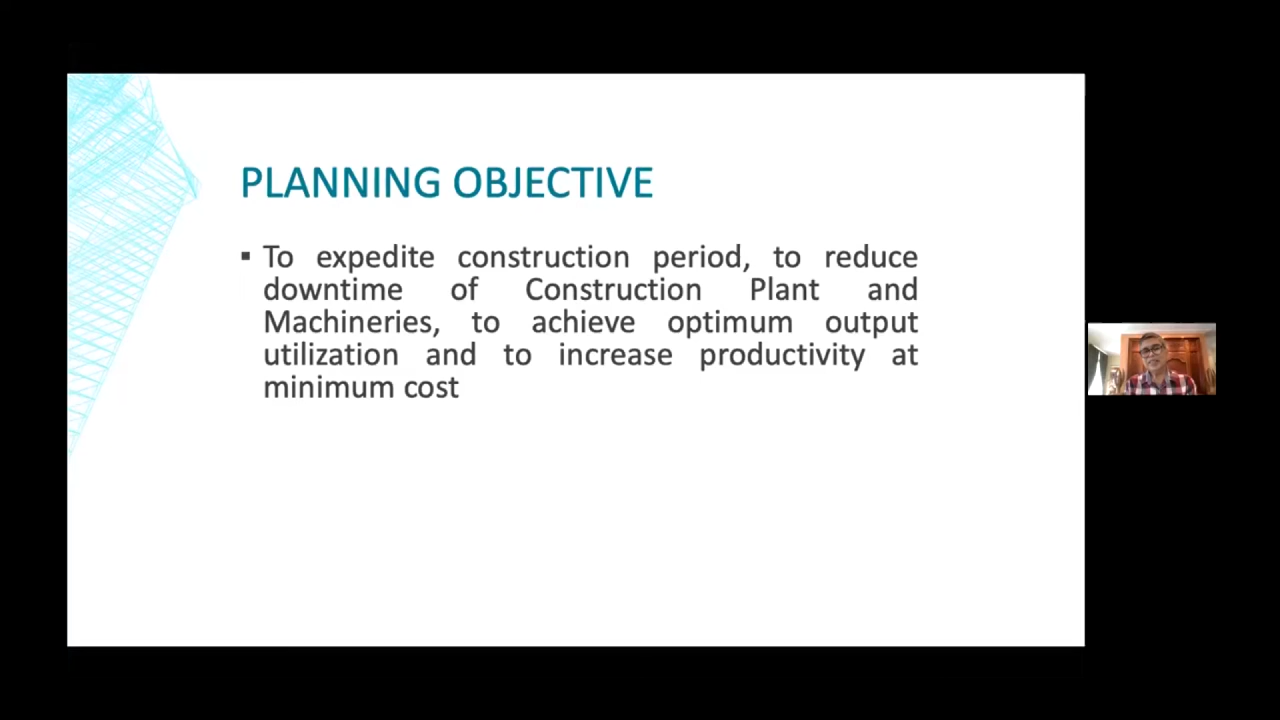 PLANNING OBJECTIVE
▪ To expedite construction period, to reduce
downtime of Construction Plant and
Machineries, to achieve optimum output
utilization and to increase productivity at
minimum cost